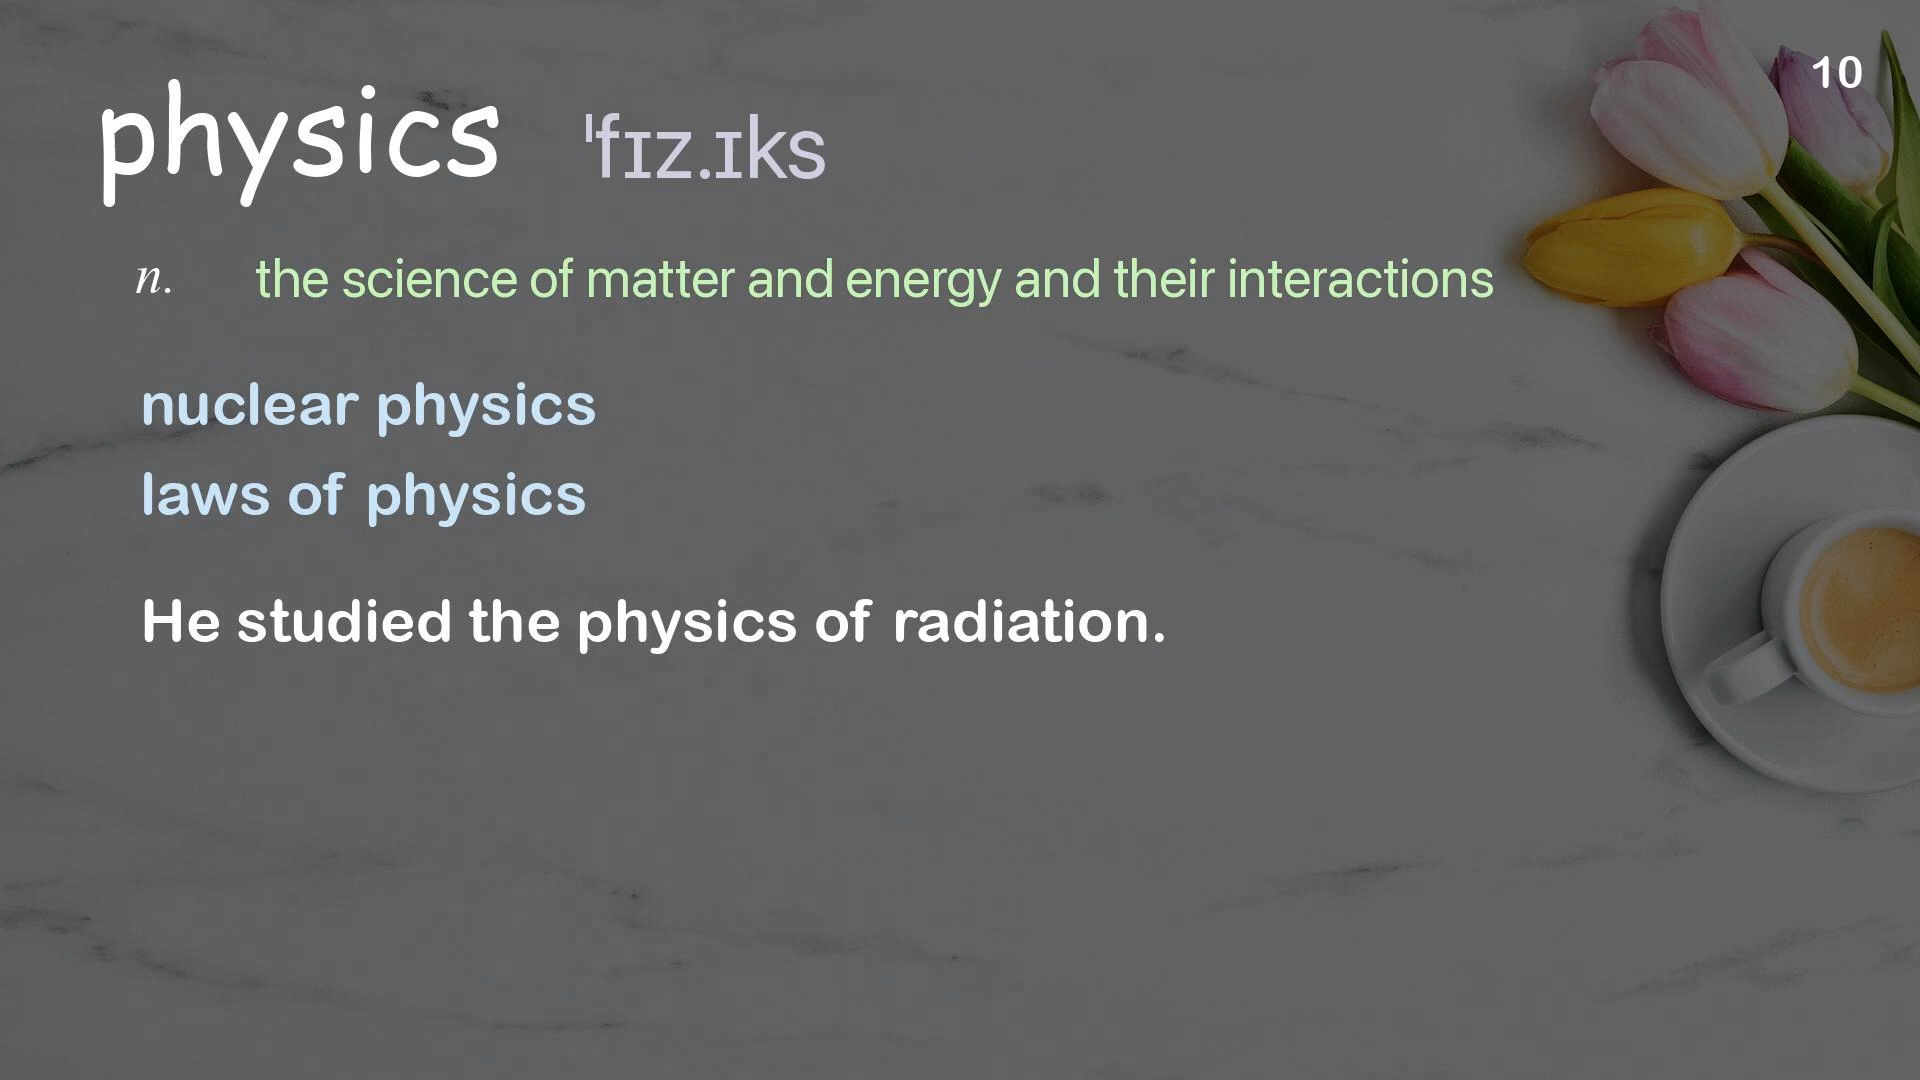 10
physics ˈfɪz.ɪks
n. the science of matter and energy and their interactions
nuclear physics
laws of physics
He studied the physics of radiation.